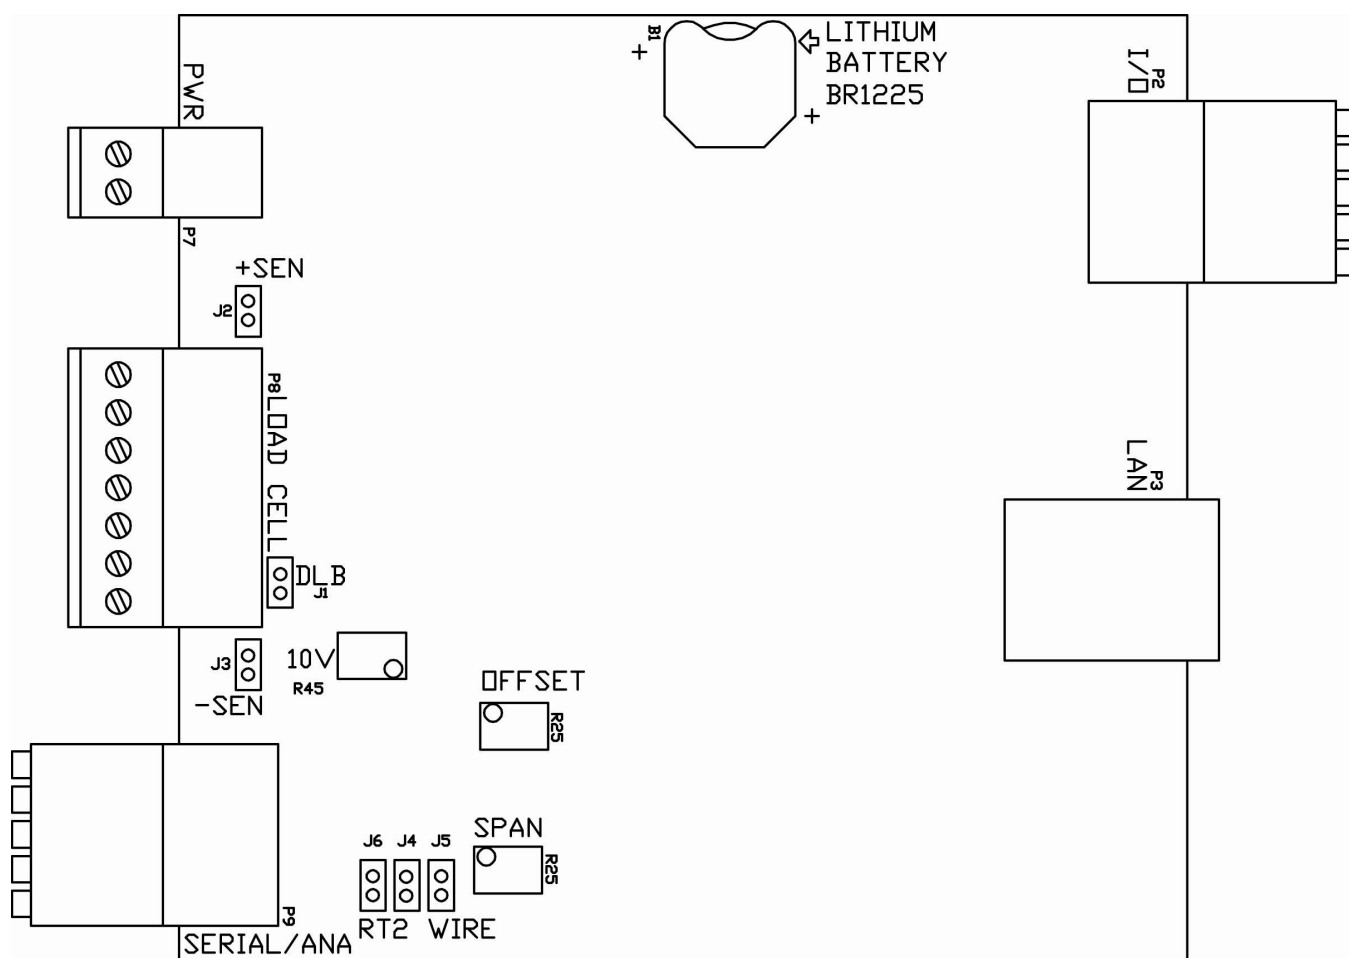 B1
+
LITHIUM
BATTERY
BR1225
+
PWR
P7
I/O
P2
+SEN
J2
P8
LOAD CELL
DLB
J1
LAN
P3
J3
-SEN
10V
R45
OFFSET
R25
SPAN
R25
J6 J4 J5
RT2 WIRE
P9
SERIAL/ANA